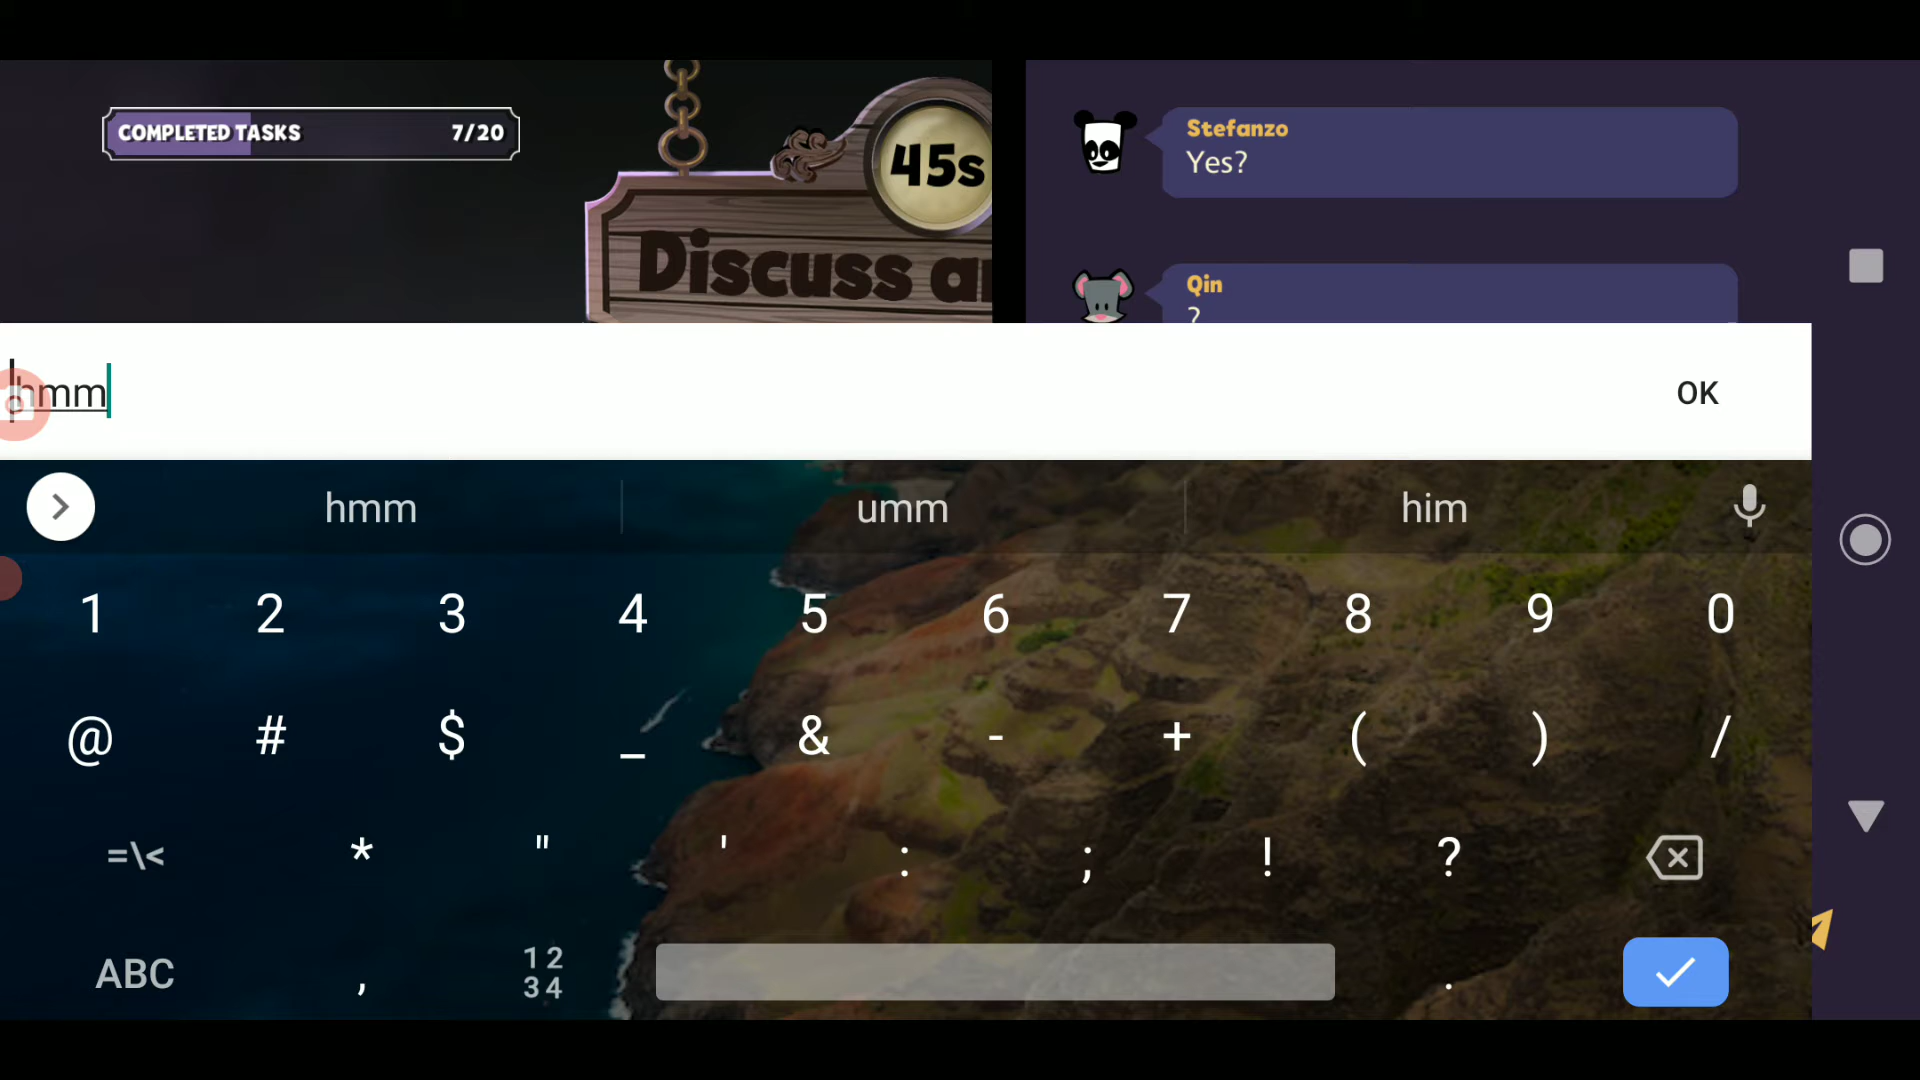 COMPLETED TASKS 7/20
45s
Discuss a
Stefanzo
Yes?
Qin
?
hmm
OK
hmm umm him
1 2 3 4 5 6 7 8 9 0
@ # $ _ & - + ( ) /
=\< * " ' : ; ! ?
ABC , 12 34 .